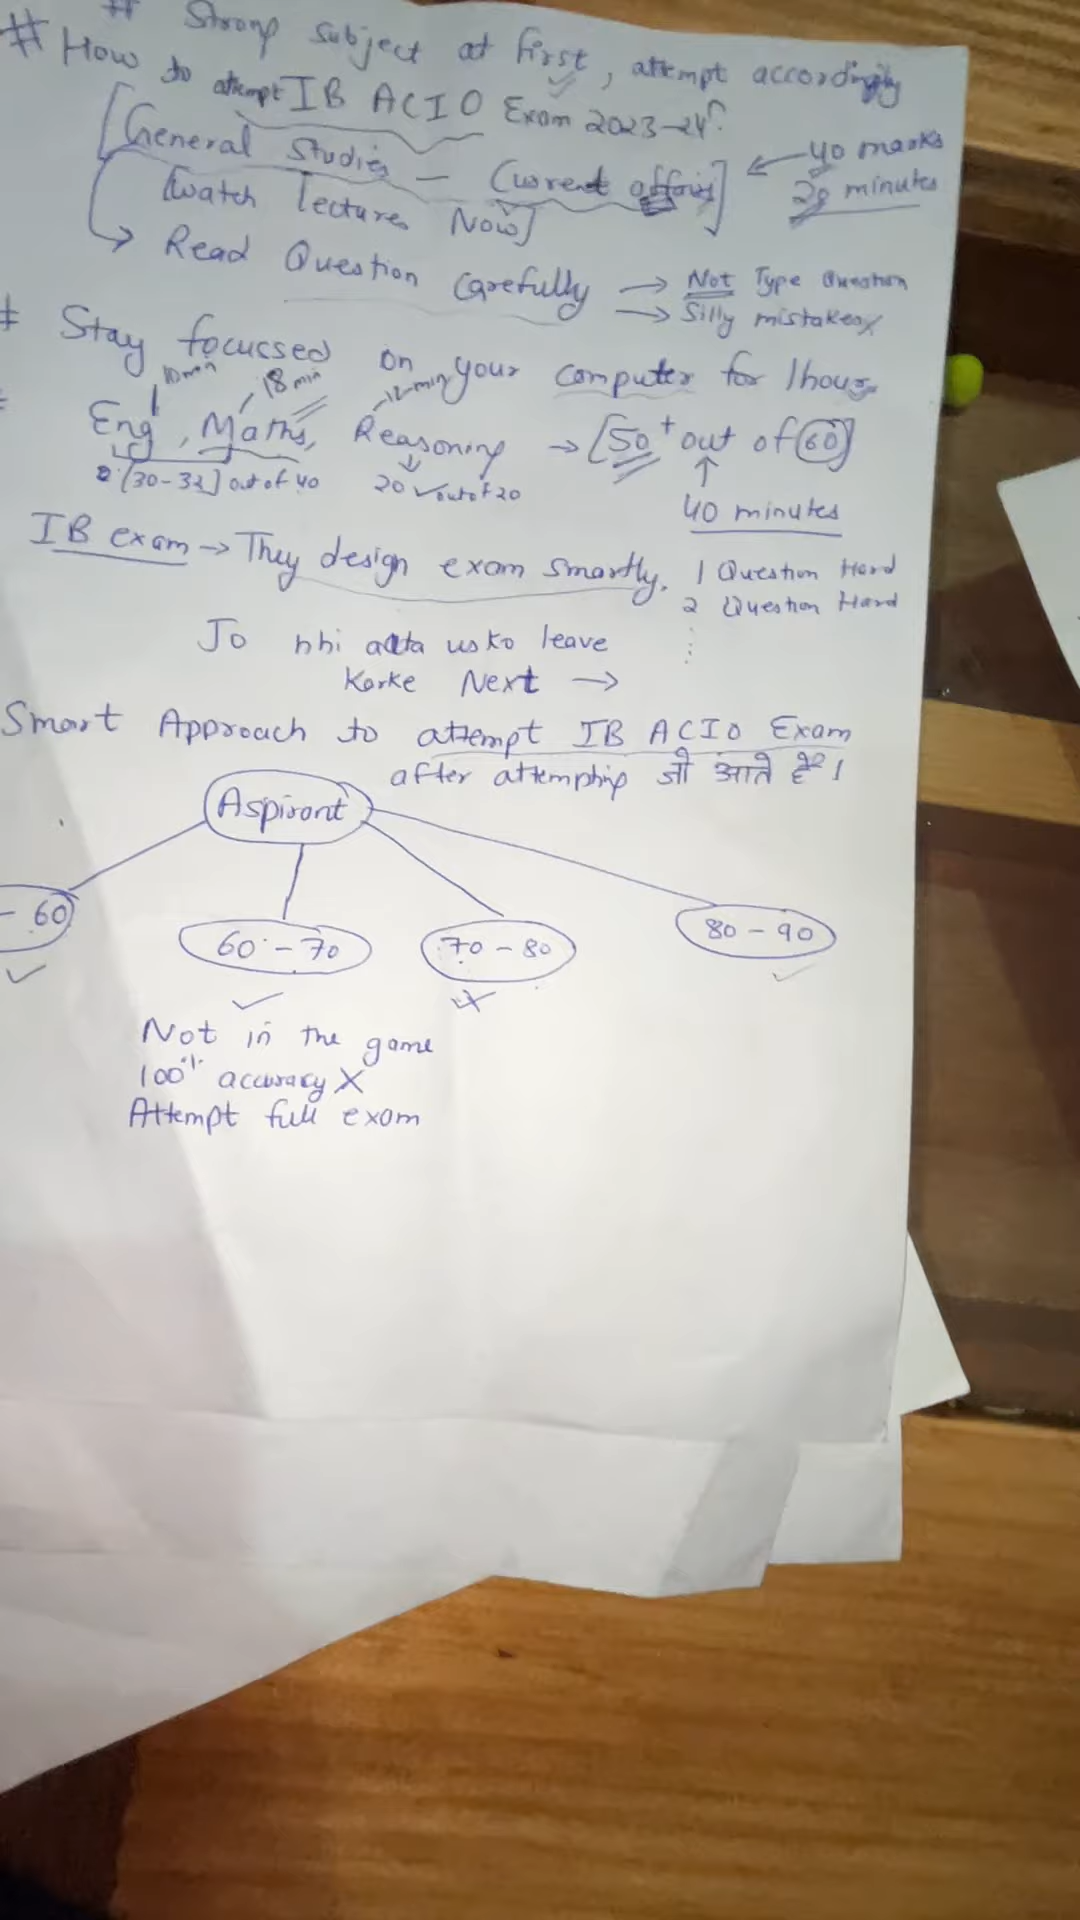 # Strong subject at first, attempt accordingly
# How to attempt IB ACIO Exam 2023-24?
[General Studies - Current affairs] ← 40 marks
20 minutes
[Watch lectures Now]
→ Read Question Carefully → Not Type Question
→ Silly mistakes X
# Stay focussed on your computer for 1 hour
10 min 18 min 12 min
Eng, Maths, Reasoning → [50+ out of 60]
[30-32] out of 40 20 ✓ out of 20
↑
40 minutes
IB exam → They design exam smartly. 1 Question Hard
2 Question Hard
Jo nhi aata usko leave
Karke Next →
Smart Approach to attempt IB ACIO Exam
after attempting जो आते है।
Aspirant
- 60 60 - 70 70 - 80 80 - 90
✓ ✓ X ✓
Not in the game
100% accuracy X
Attempt full exam